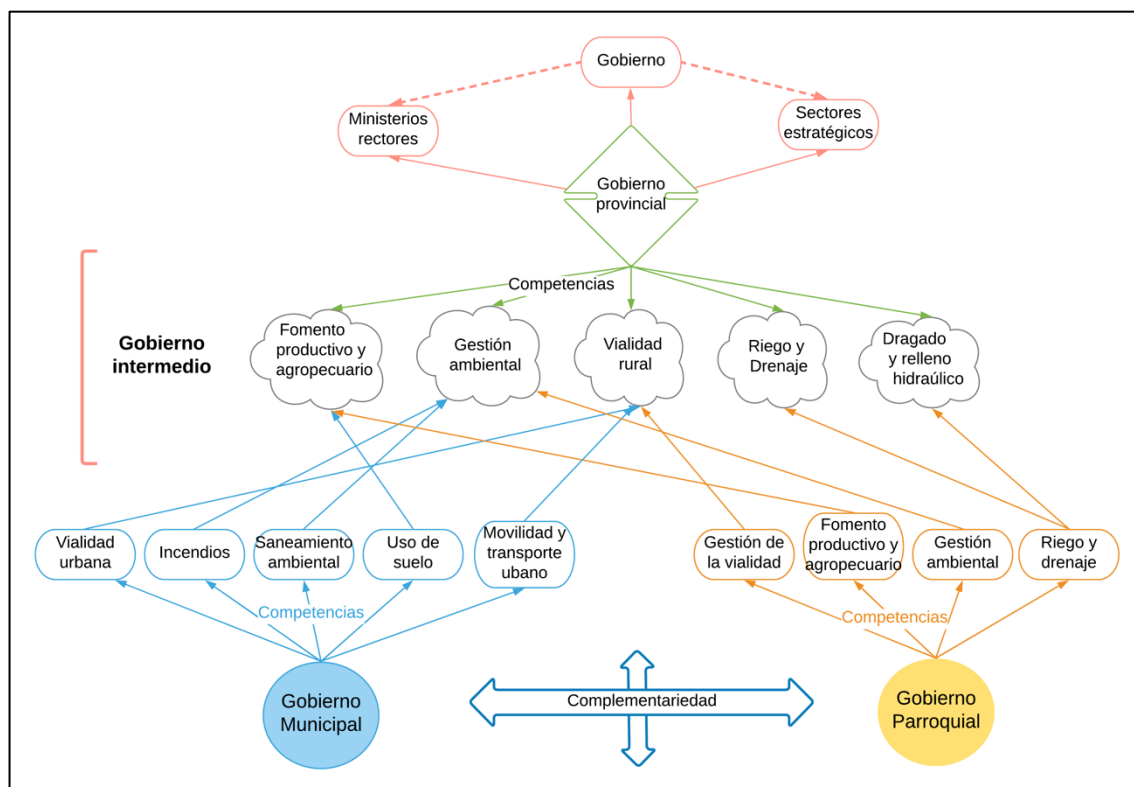 Gobierno
Ministerios
rectores
Sectores
estratégicos
Gobierno
provincial
Competencias
Gobierno
intermedio
Fomento
productivo y
agropecuario
Gestión
ambiental
Vialidad
rural
Riego y
Drenaje
Dragado
y relleno
hidraúlico
Vialidad
urbana
Incendios
Saneamiento
ambiental
Uso de
suelo
Movilidad y
transporte
ubano
Gestión de
la vialidad
Fomento
productivo y
agropecuario
Gestión
ambiental
Riego y
drenaje
Competencias
Competencias
Gobierno
Municipal
Complementariedad
Gobierno
Parroquial